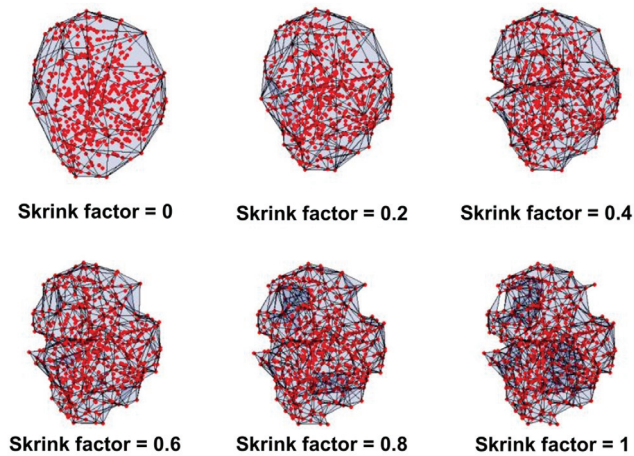 Skrink factor = 0
Skrink factor = 0.2
Skrink factor = 0.4
Skrink factor = 0.6
Skrink factor = 0.8
Skrink factor = 1